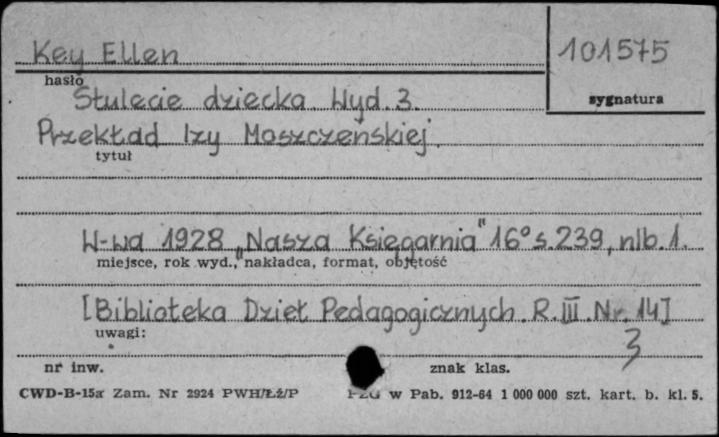 Key Ellen
101575
hasło
sygnatura
Stulecie dziecka. Wyd. 3.
Przekład Izy Moszczeńskiej.
tytuł
W-wa 1928 „Nasza Księgarnia" 16° s. 239, nlb. 1.
miejsce, rok wyd., nakładca, format, objętość
[Biblioteka Dzieł Pedagogicznych. R. III. Nr 14]
uwagi:
3
nr inw.
znak klas.
CWD-B-15a Zam. Nr 2924 PWH/Łż/P
PZG w Pab. 912-64 1 000 000 szt. kart. b. kl. 5.